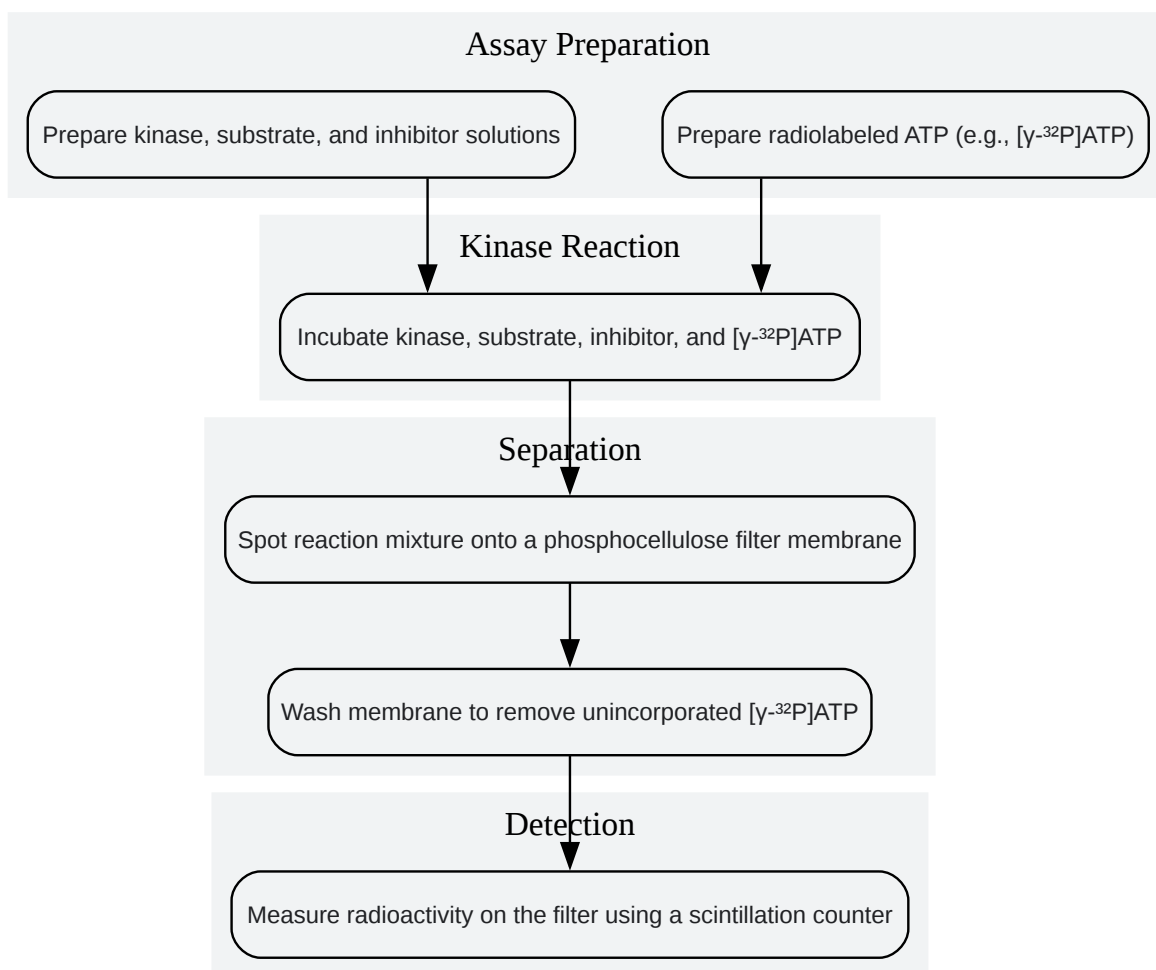 Assay Preparation
Prepare kinase, substrate, and inhibitor solutions
Prepare radiolabeled ATP (e.g., [γ-³²P]ATP)
Kinase Reaction
Incubate kinase, substrate, inhibitor, and [γ-³²P]ATP
Separation
Spot reaction mixture onto a phosphocellulose filter membrane
Wash membrane to remove unincorporated [γ-³²P]ATP
Detection
Measure radioactivity on the filter using a scintillation counter